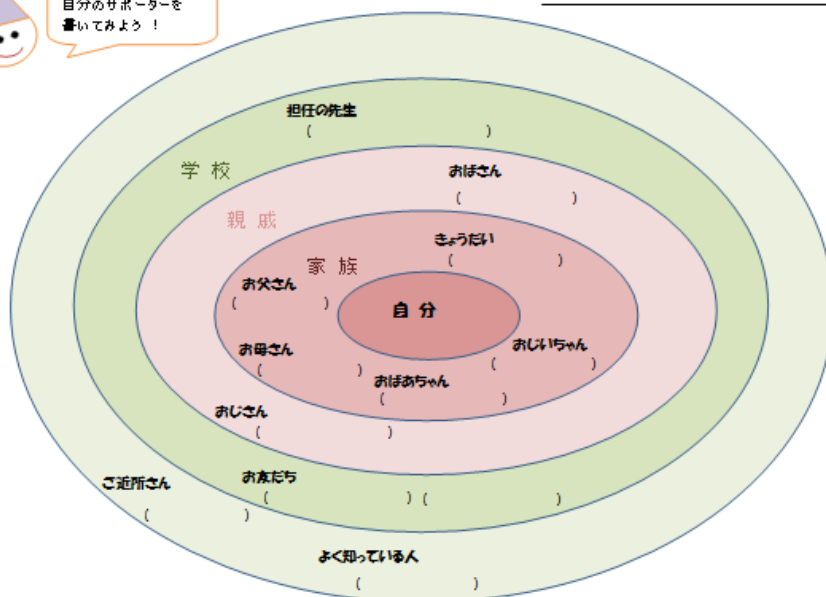 自分のサポーターを
書いてみよう ！
担任の先生
( )
学 校
おばさん
( )
親 戚
きょうだい
( )
家 族
お父さん
( )
自 分
おじいちゃん
( )
お母さん
( )
おばあちゃん
( )
おじさん
( )
ご近所さん
( )
お友だち
( ) ( )
よく知っている人
( )